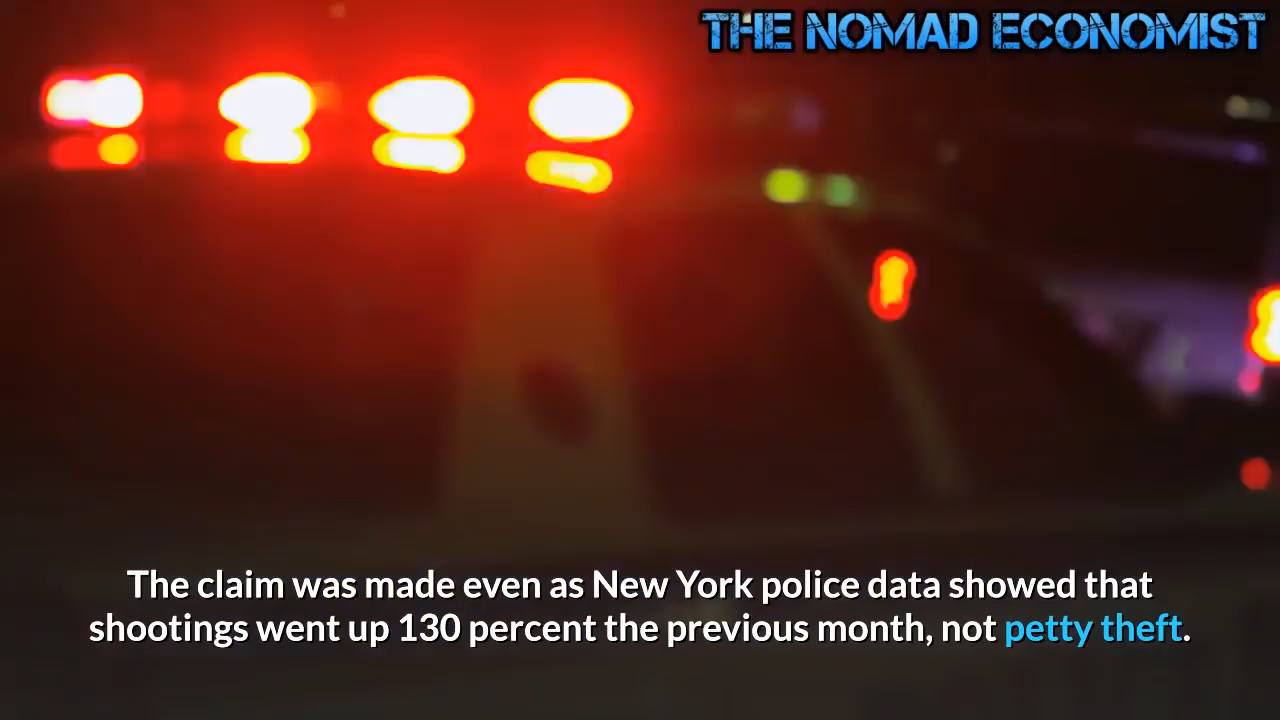 THE NOMAD ECONOMIST
The claim was made even as New York police data showed that
shootings went up 130 percent the previous month, not petty theft.